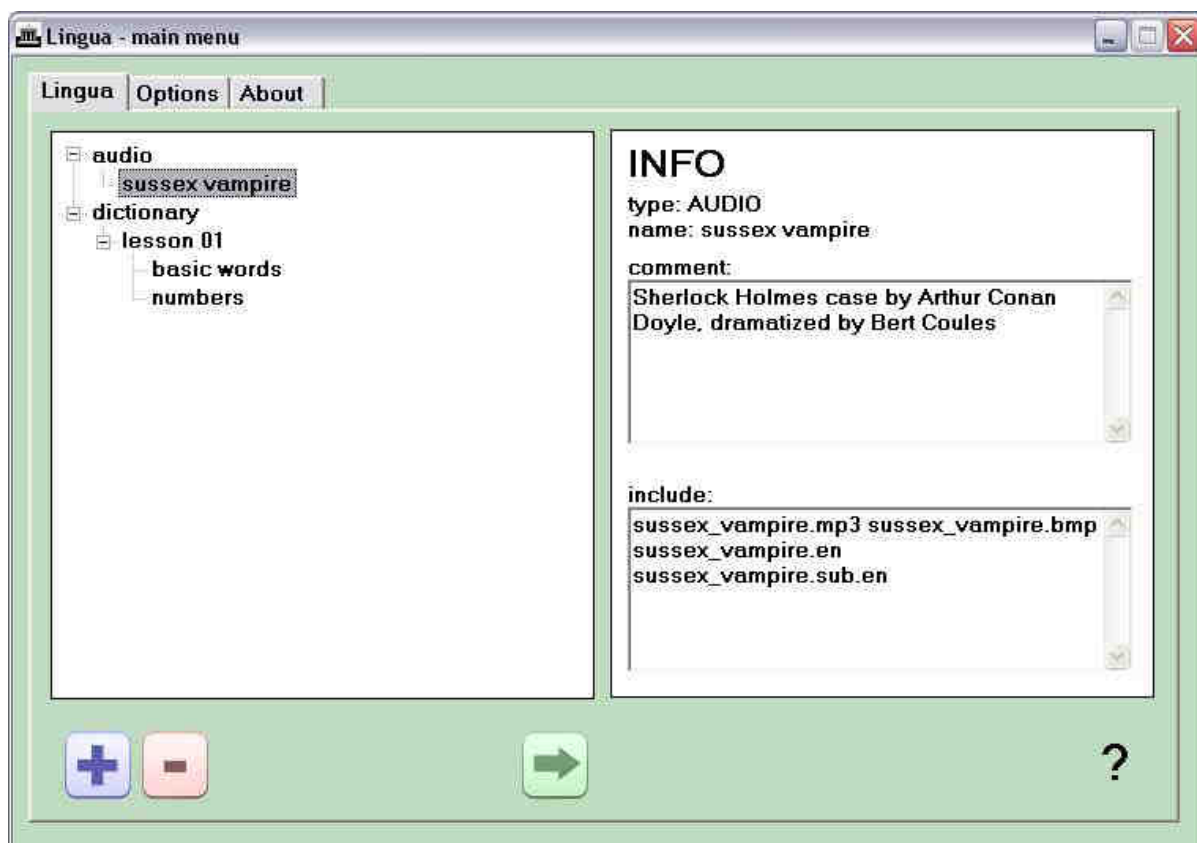 Lingua - main menu
Lingua Options About
audio
sussex vampire
dictionary
lesson 01
basic words
numbers
INFO
type: AUDIO
name: sussex vampire
comment:
Sherlock Holmes case by Arthur Conan
Doyle, dramatized by Bert Coules
include:
sussex_vampire.mp3 sussex_vampire.bmp
sussex_vampire.en
sussex_vampire.sub.en
?